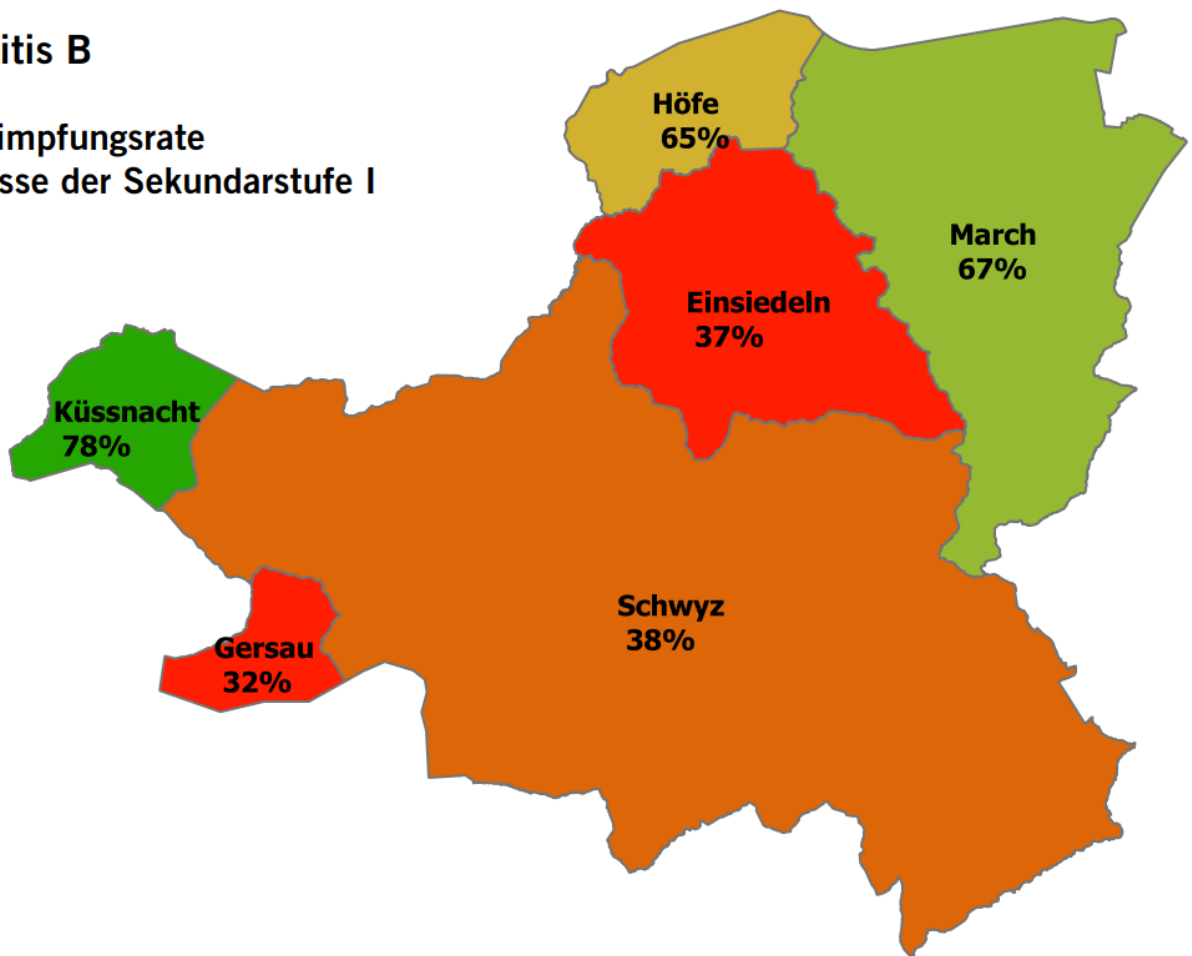 itis B
impfungsrate
sse der Sekundarstufe I
Höfe
65%
March
67%
Einsiedeln
37%
Küssnacht
78%
Schwyz
38%
Gersau
32%